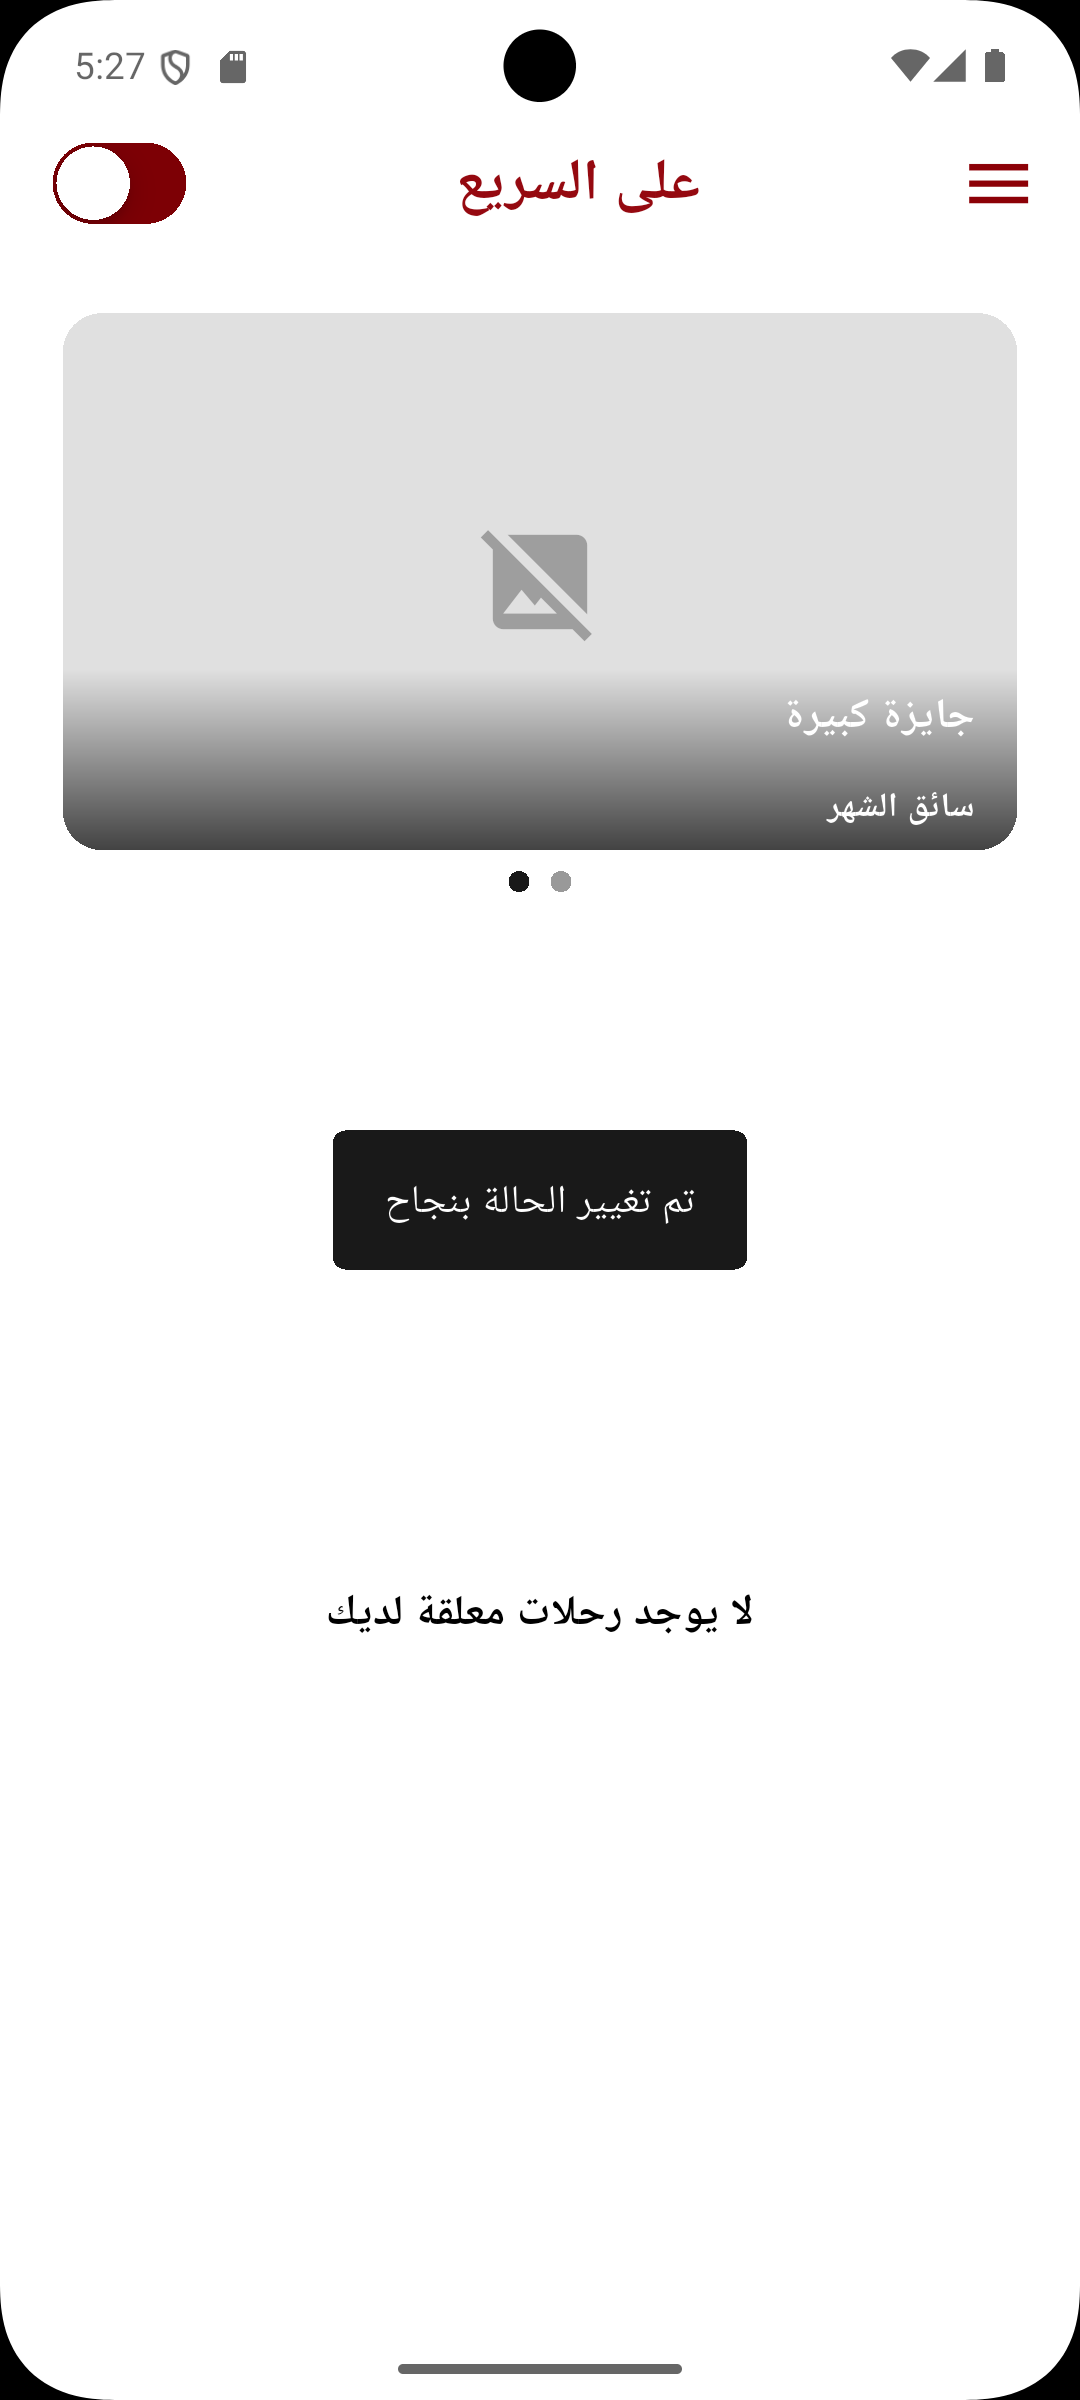 5:27
على السريع
جايزة كبيرة
سائق الشهر
تم تغيير الحالة بنجاح
لا يوجد رحلات معلقة لديك